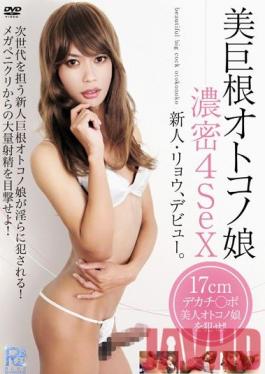 美巨根オトコノ娘
濃密4SeX
新人・リョウ、デビュー。
beautiful big cock otokonoko
次世代を担う新人巨根オトコノ娘が淫らに犯される!
メガペニクリからの大量射精を目撃せよ!
17cm
デカチ〇ポ
美人オトコノ娘
を犯せ!!
DVD